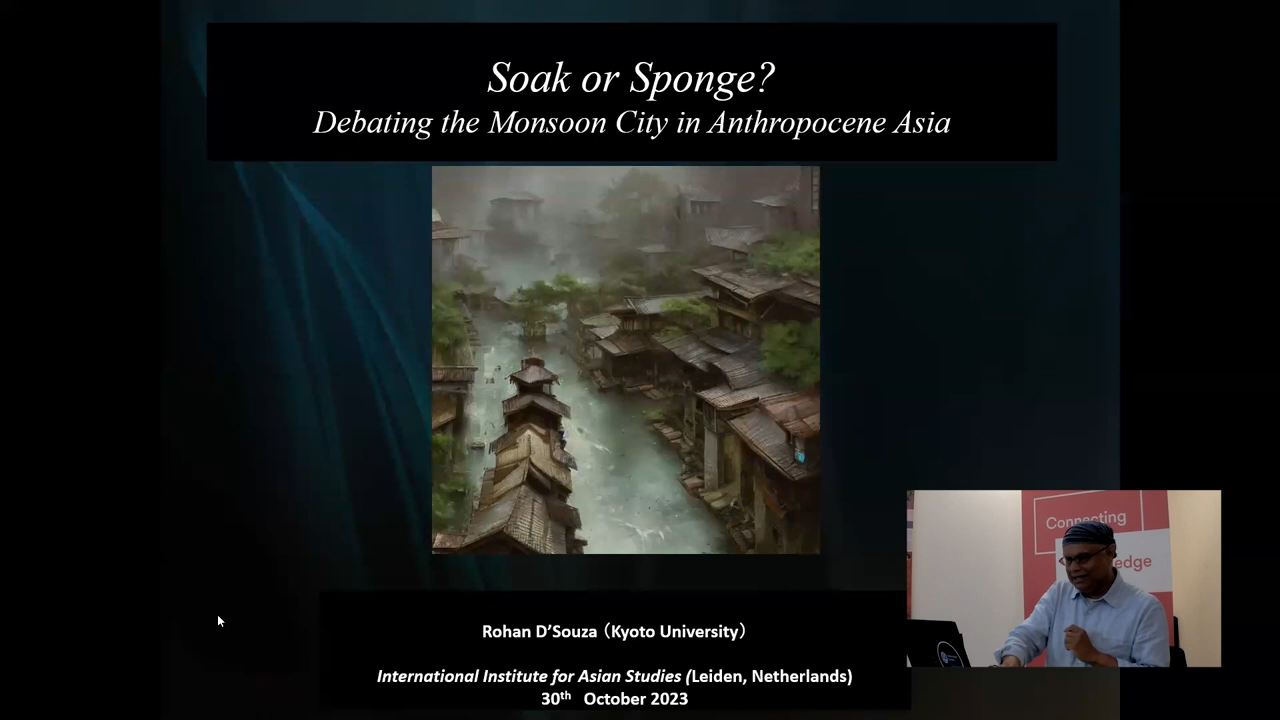 Soak or Sponge?
Debating the Monsoon City in Anthropocene Asia
Connecting
edge
Rohan D’Souza（Kyoto University）
International Institute for Asian Studies (Leiden, Netherlands)
30th October 2023